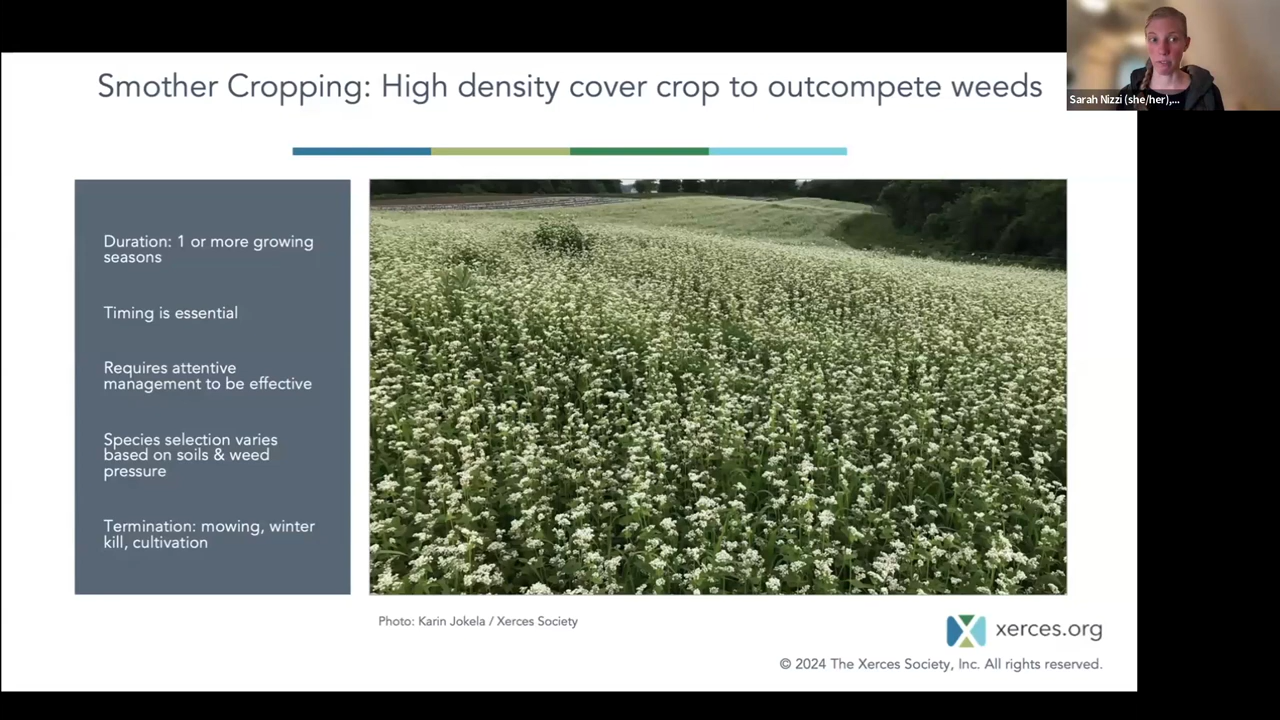 Smother Cropping: High density cover crop to outcompete weeds
Sarah Nizzi (she/her),...
Duration: 1 or more growing
seasons
Timing is essential
Requires attentive
management to be effective
Species selection varies
based on soils & weed
pressure
Termination: mowing, winter
kill, cultivation
Photo: Karin Jokela / Xerces Society
xerces.org
© 2024 The Xerces Society, Inc. All rights reserved.